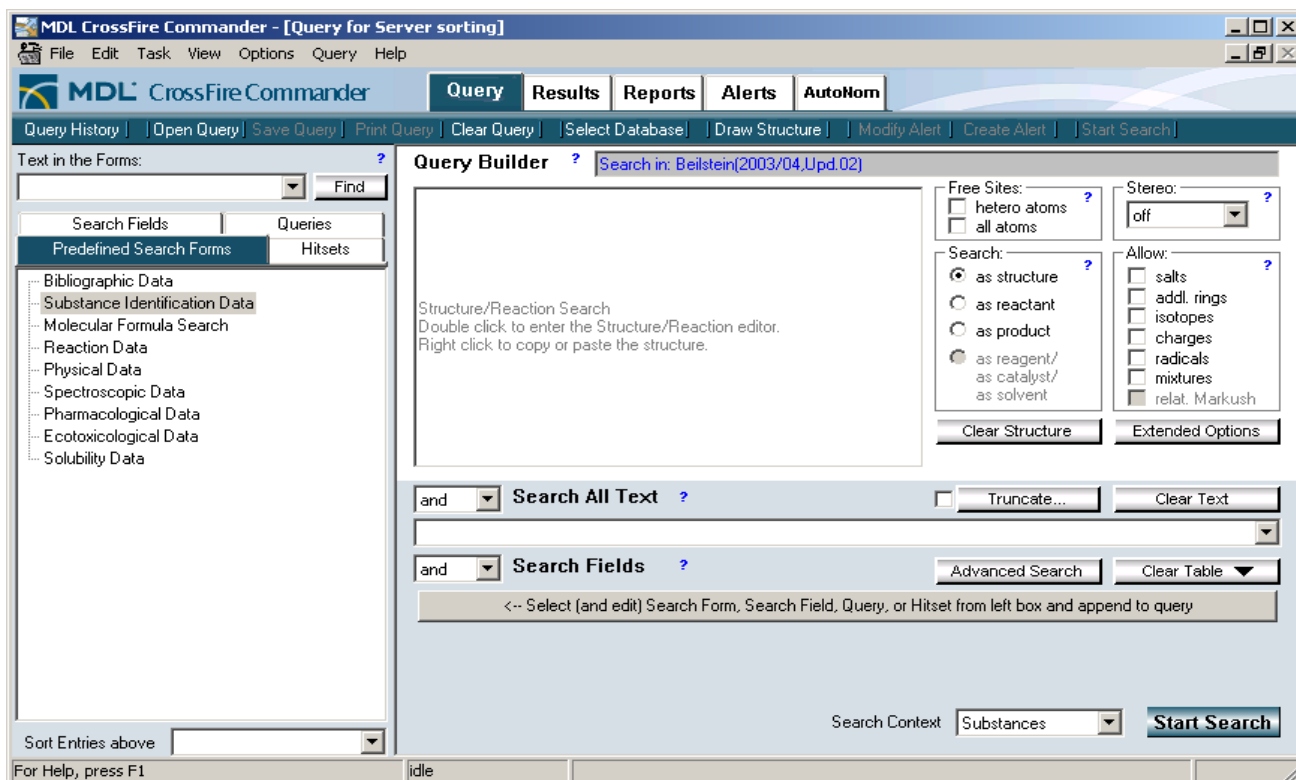 MDL CrossFire Commander - [Query for Server sorting]
File Edit Task View Options Query Help
MDL CrossFire Commander
Query Results Reports Alerts AutoNom
Query History Open Query Save Query Print Query Clear Query Select Database Draw Structure Modify Alert Create Alert Start Search
Text in the Forms: ?
Find
Search Fields Queries
Predefined Search Forms Hitsets
Bibliographic Data
Substance Identification Data
Molecular Formula Search
Reaction Data
Physical Data
Spectroscopic Data
Pharmacological Data
Ecotoxicological Data
Solubility Data
Sort Entries above
Query Builder ? Search in: Beilstein(2003/04,Upd.02)
Structure/Reaction Search
Double click to enter the Structure/Reaction editor.
Right click to copy or paste the structure.
Free Sites: ?
hetero atoms
all atoms
Stereo: ?
off
Search: ?
as structure
as reactant
as product
as reagent/
as catalyst/
as solvent
Allow: ?
salts
addl. rings
isotopes
charges
radicals
mixtures
relat. Markush
Clear Structure Extended Options
and Search All Text ? Truncate... Clear Text
and Search Fields ? Advanced Search Clear Table
<-- Select (and edit) Search Form, Search Field, Query, or Hitset from left box and append to query
Search Context Substances Start Search
For Help, press F1 idle